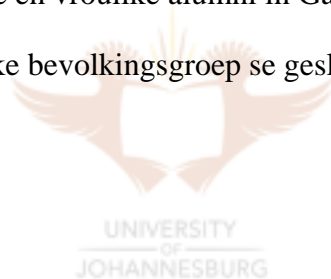 e en vroulike alumni in Ga
ke bevolkingsgroep se gesl
UNIVERSITY
OF
JOHANNESBURG